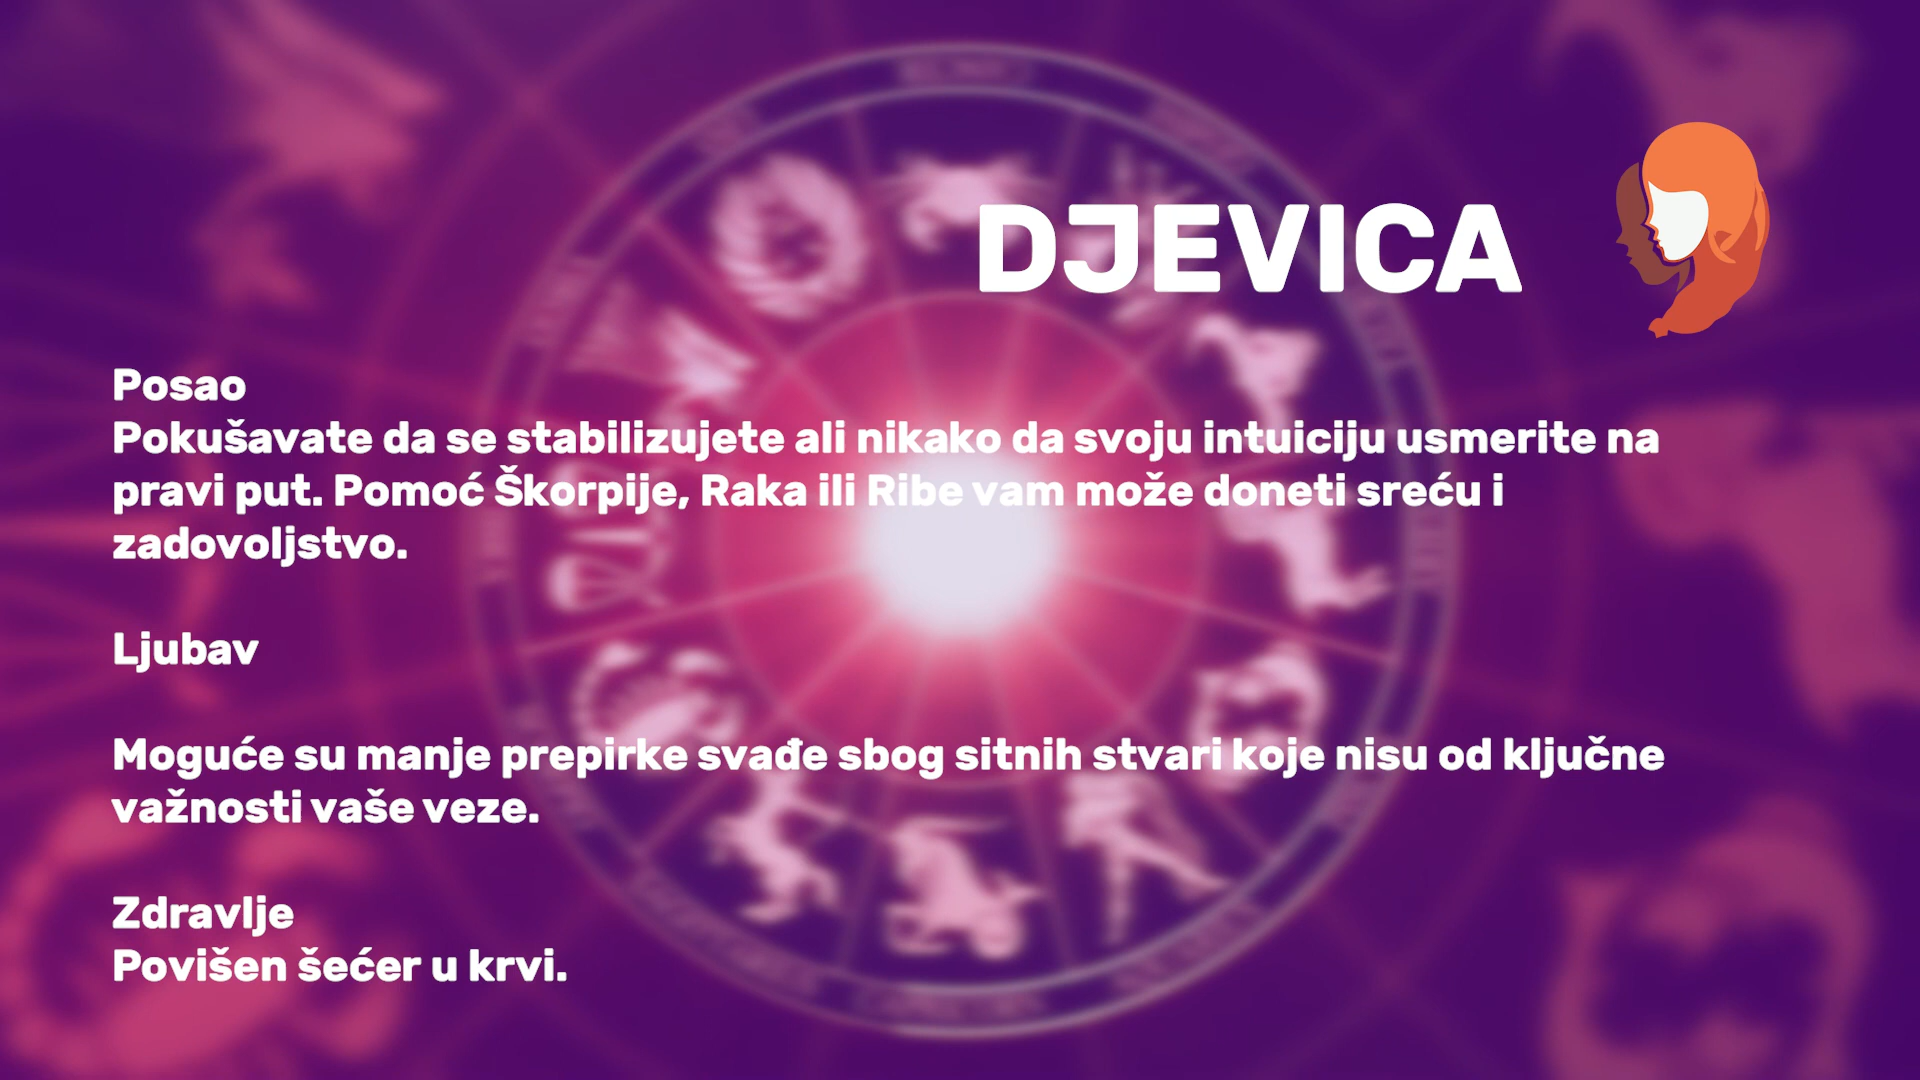 DJEVICA
Posao
Pokušavate da se stabilizujete ali nikako da svoju intuiciju usmerite na
pravi put. Pomoć Škorpije, Raka ili Ribe vam može doneti sreću i
zadovoljstvo.
Ljubav
Moguće su manje prepirke svađe sbog sitnih stvari koje nisu od ključne
važnosti vaše veze.
Zdravlje
Povišen šećer u krvi.